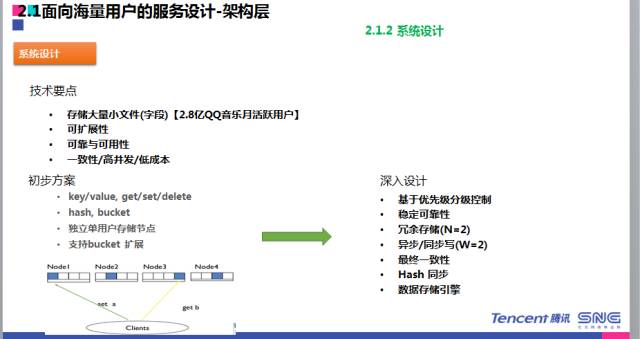 2.1面向海量用户的服务设计-架构层
2.1.2 系统设计
系统设计
技术要点
• 存储大量小文件(字段)【2.8亿QQ音乐月活跃用户】
• 可扩展性
• 可靠与可用性
• 一致性/高并发/低成本
初步方案
• key/value, get/set/delete
• hash, bucket
• 独立单用户存储节点
• 支持bucket 扩展
Node1 Node2 Node3 Node4
set a
get b
Clients
深入设计
• 基于优先级分级控制
• 稳定可靠性
• 冗余存储(N=2)
• 异步/同步写(W=2)
• 最终一致性
• Hash 同步
• 数据存储引擎
Tencent 腾讯 SNG